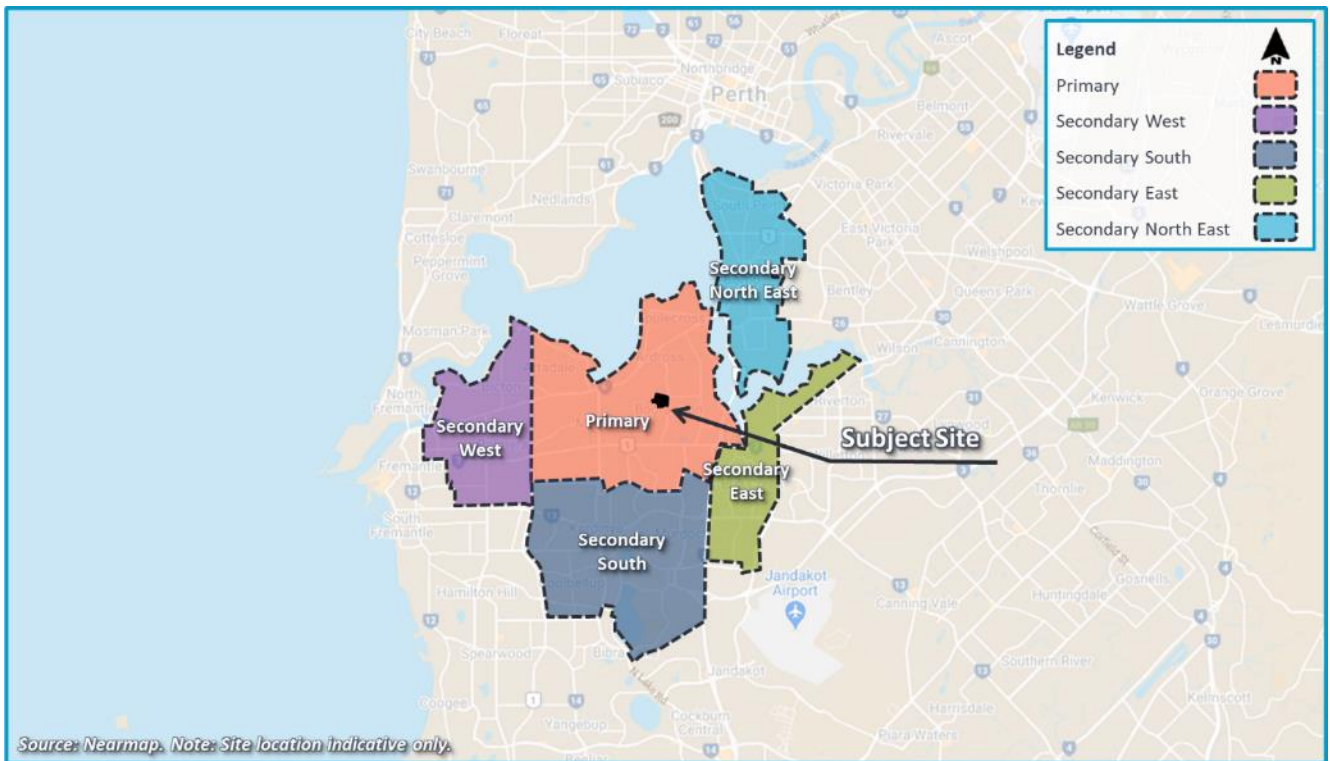 City Beach
Floreat
Subiaco
Northbridge
Perth
Ascot
Belmont
Rivervale
Swanbourne
Nedlands
Claremont
Cottesloe
Peppermint
Grove
Victoria Park
East Victoria
Park
Welshpool
Queens Park
Bentley
Wattle Grove
Lesmurdie
Mosman Park
Wilson
Cannington
Kenwick
Orange Grove
Riverton
Maddington
Thornlie
North
Fremantle
Fremantle
South
Fremantle
Hamilton Hill
Spearwood
Coogee
Yangebup
Jandakot
Cockburn
Central
Jandakot
Airport
Canning Vale
Huntingdale
Gosnells
Southern River
Harrisdale
Piara Waters
Kelmscott
Secondary
North East
Secondary
West
Primary
Secondary
East
Secondary
South
Subject Site
Legend
N
Primary
Secondary West
Secondary South
Secondary East
Secondary North East
Source: Nearmap. Note: Site location indicative only.